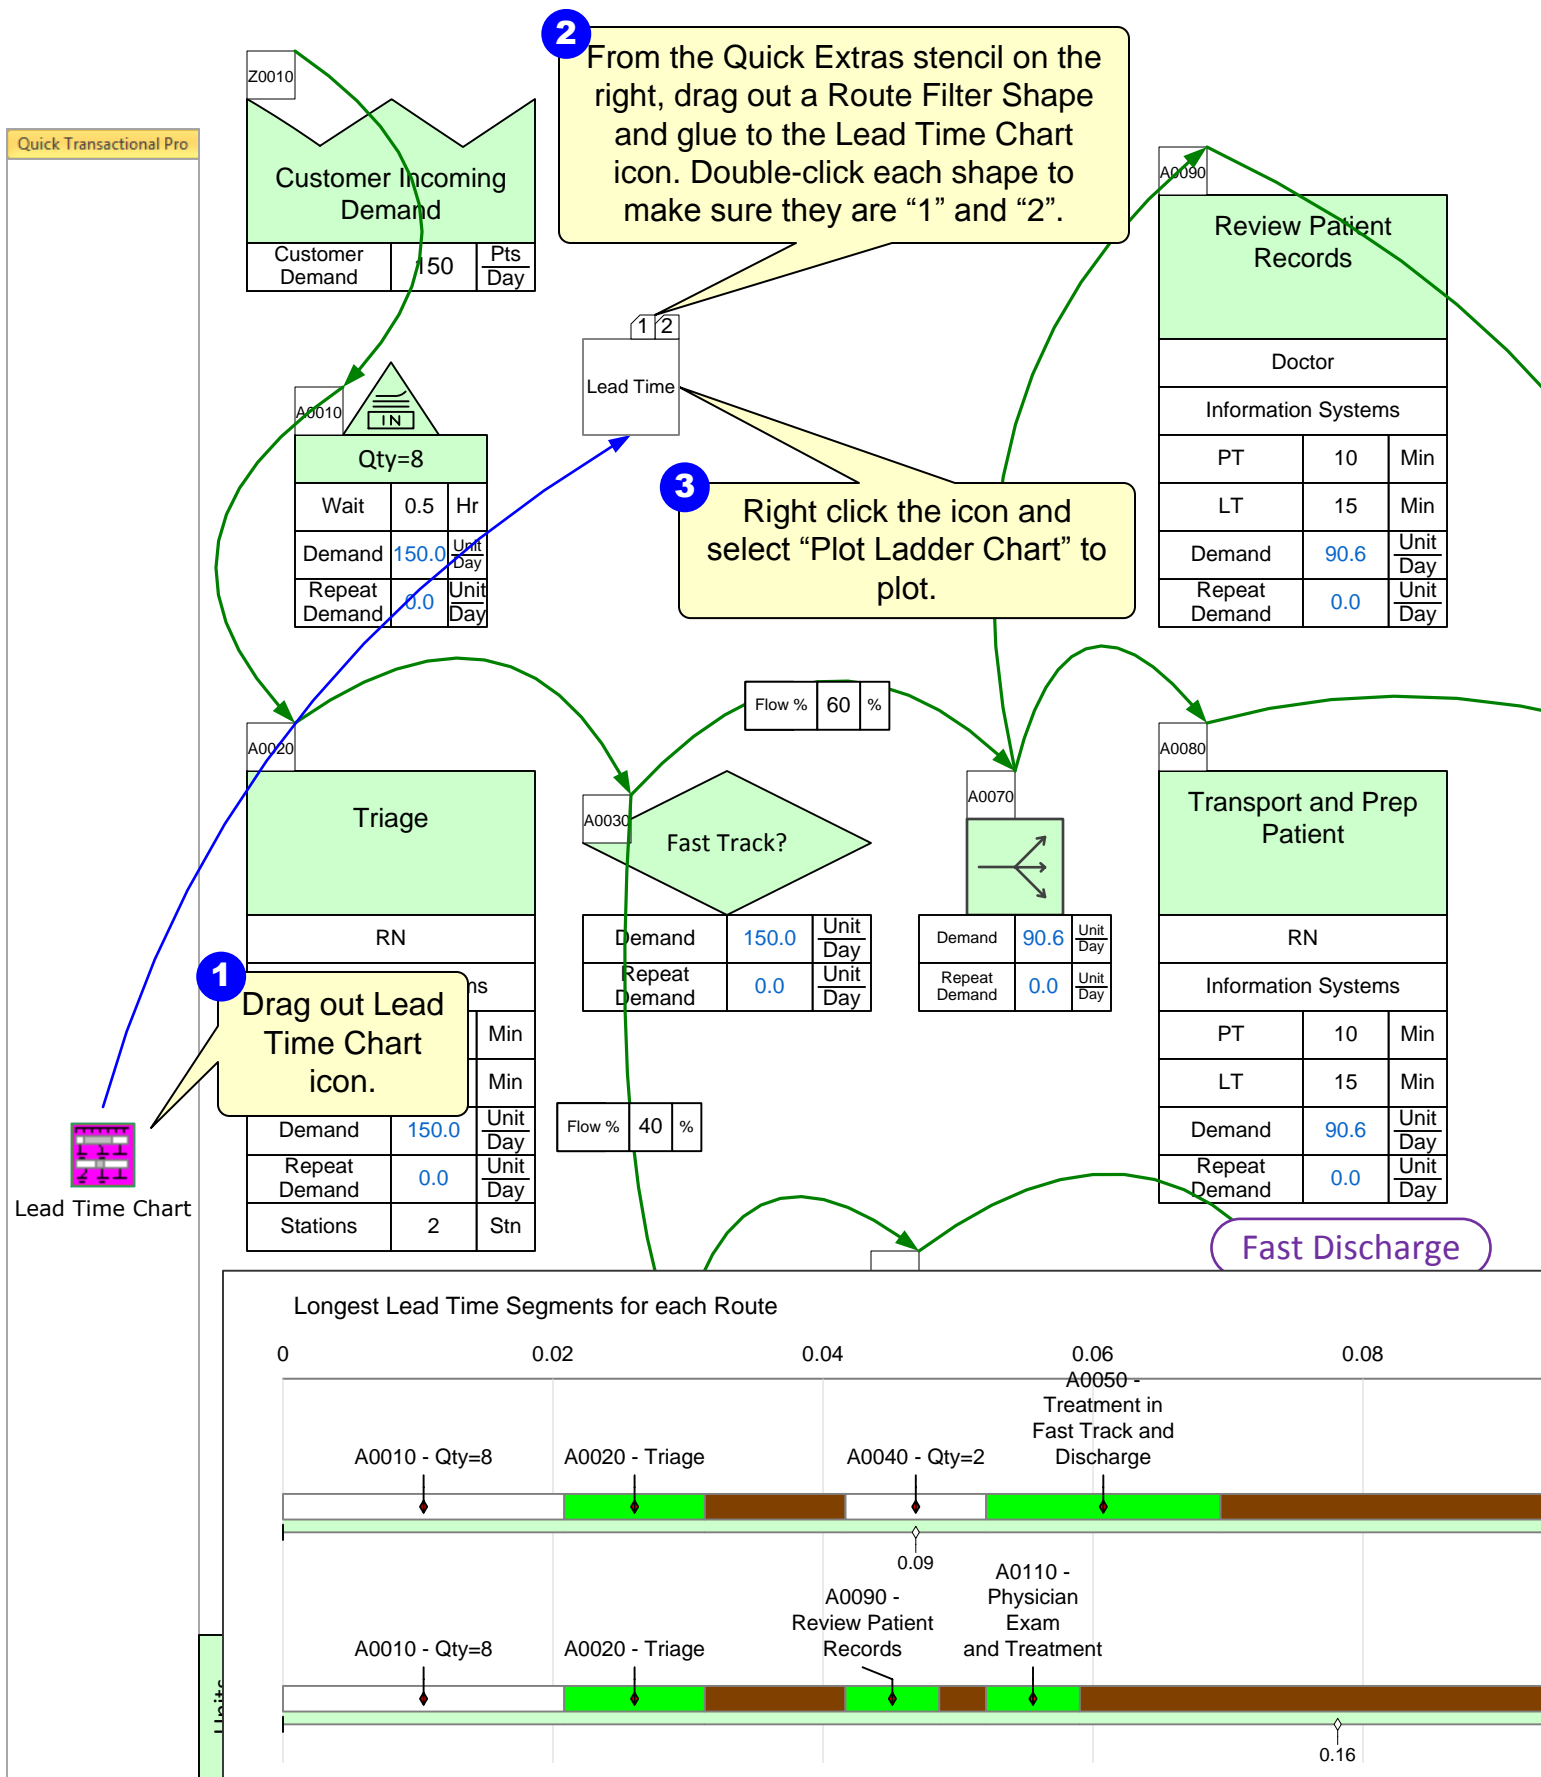 Quick Transactional Pro
Z0010
Customer Incoming
Demand
Customer
Demand
150
Pts
Day
2
From the Quick Extras stencil on the
right, drag out a Route Filter Shape
and glue to the Lead Time Chart
icon. Double-click each shape to
make sure they are “1” and “2”.
A0090
Review Patient
Records
Doctor
Information Systems
PT 10 Min
LT 15 Min
Demand 90.6 Unit
Day
Repeat
Demand
0.0
Unit
Day
1 2
Lead Time
A0010
IN
Qty=8
Wait 0.5 Hr
Demand 150.0 Unit
Day
Repeat
Demand
0.0
Unit
Day
3
Right click the icon and
select “Plot Ladder Chart” to
plot.
Flow % 60 %
A0020
Triage
RN
ms
Min
Min
Demand 150.0 Unit
Day
Repeat
Demand
0.0
Unit
Day
Stations 2 Stn
A0030
Fast Track?
Demand 150.0 Unit
Day
Repeat
Demand
0.0
Unit
Day
A0070
Demand 90.6 Unit
Day
Repeat
Demand
0.0
Unit
Day
A0080
Transport and Prep
Patient
RN
Information Systems
PT 10 Min
LT 15 Min
Demand 90.6 Unit
Day
Repeat
Demand
0.0
Unit
Day
1
Drag out Lead
Time Chart
icon.
Lead Time Chart
Flow % 40 %
Fast Discharge
Longest Lead Time Segments for each Route
0 0.02 0.04 0.06 0.08
A0010 - Qty=8
A0020 - Triage
A0040 - Qty=2
A0050 -
Treatment in
Fast Track and
Discharge
0.09
A0010 - Qty=8
A0020 - Triage
A0090 -
Review Patient
Records
A0110 -
Physician
Exam
and Treatment
0.16